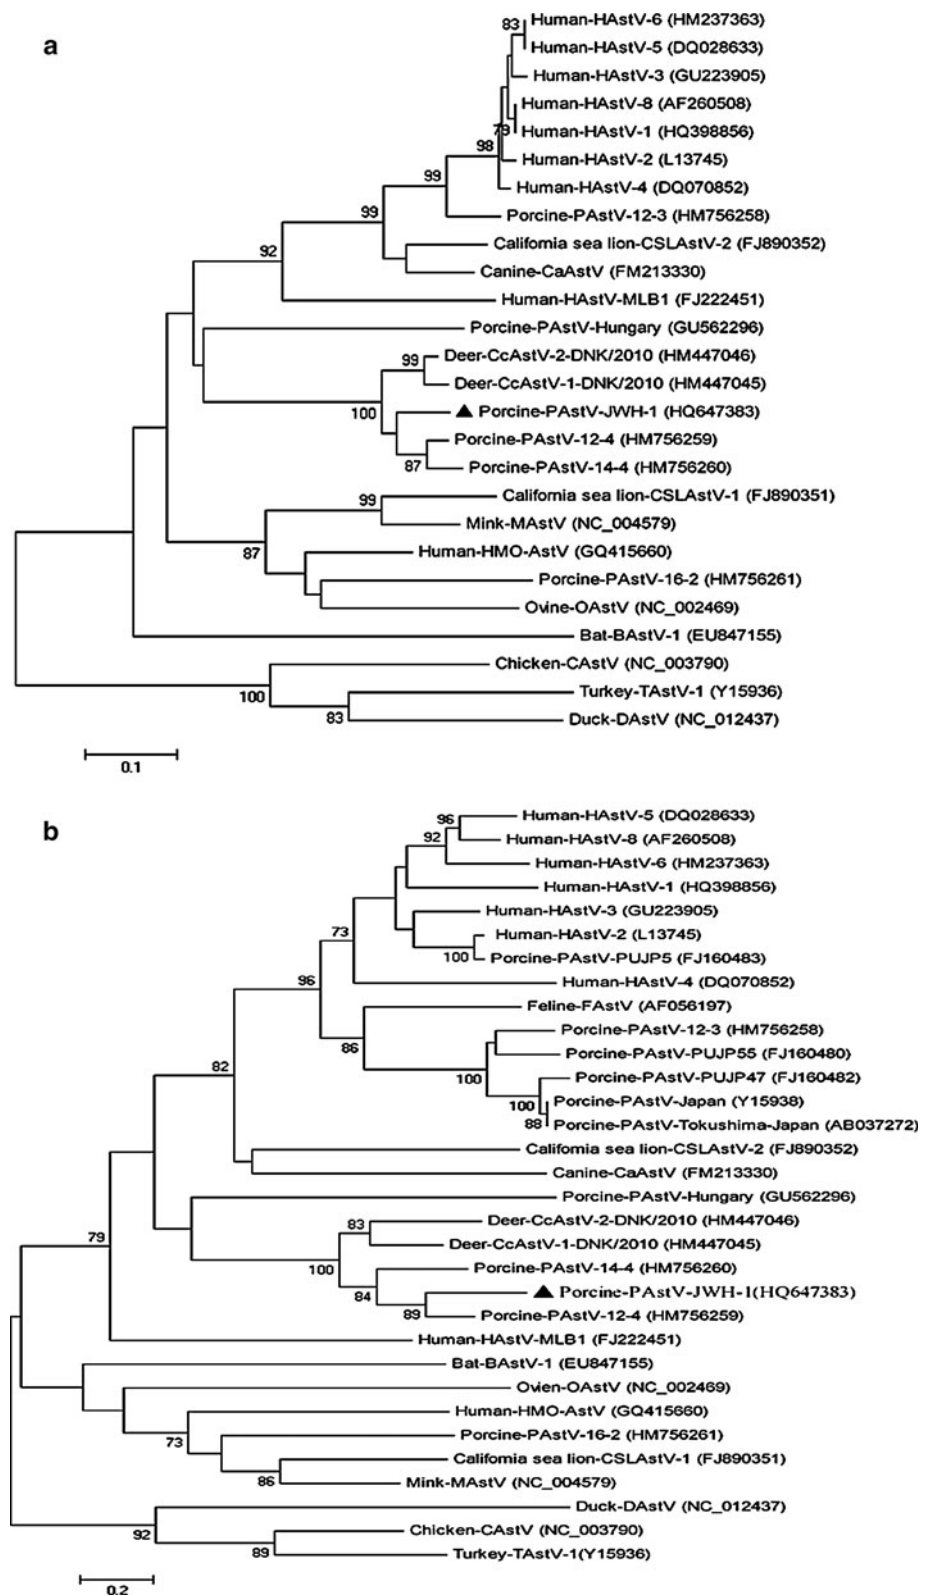 a
83
Human-HAstV-6 (HM237363)
Human-HAstV-5 (DQ028633)
Human-HAstV-3 (GU223905)
Human-HAstV-8 (AF260508)
Human-HAstV-1 (HQ398856)
98
Human-HAstV-2 (L13745)
99
Human-HAstV-4 (DQ070852)
99
Porcine-PAstV-12-3 (HM756258)
92
California sea lion-CSLAstV-2 (FJ890352)
Canine-CaAstV (FM213330)
Human-HAstV-MLB1 (FJ222451)
Porcine-PAstV-Hungary (GU562296)
99
Deer-CcAstV-2-DNK/2010 (HM447046)
Deer-CcAstV-1-DNK/2010 (HM447045)
100
▲ Porcine-PAstV-JWH-1 (HQ647383)
Porcine-PAstV-12-4 (HM756259)
87
Porcine-PAstV-14-4 (HM756260)
99
California sea lion-CSLAstV-1 (FJ890351)
Mink-MAstV (NC_004579)
87
Human-HMO-AstV (GQ415660)
Porcine-PAstV-16-2 (HM756261)
Ovine-OAstV (NC_002469)
Bat-BAstV-1 (EU847155)
Chicken-CAstV (NC_003790)
100
Turkey-TAstV-1 (Y15936)
83
Duck-DAstV (NC_012437)
0.1
b
96
Human-HAstV-5 (DQ028633)
92
Human-HAstV-8 (AF260508)
Human-HAstV-6 (HM237363)
Human-HAstV-1 (HQ398856)
Human-HAstV-3 (GU223905)
73
Human-HAstV-2 (L13745)
100
Porcine-PAstV-PUJP5 (FJ160483)
96
Human-HAstV-4 (DQ070852)
Feline-FAstV (AF056197)
86
Porcine-PAstV-12-3 (HM756258)
82
Porcine-PAstV-PUJP55 (FJ160480)
100
Porcine-PAstV-PUJP47 (FJ160482)
100
Porcine-PAstV-Japan (Y15938)
88
Porcine-PAstV-Tokushima-Japan (AB037272)
California sea lion-CSLAstV-2 (FJ890352)
Canine-CaAstV (FM213330)
Porcine-PAstV-Hungary (GU562296)
83
Deer-CcAstV-2-DNK/2010 (HM447046)
79
Deer-CcAstV-1-DNK/2010 (HM447045)
100
Porcine-PAstV-14-4 (HM756260)
84
▲ Porcine-PAstV-JWH-1(HQ647383)
89
Porcine-PAstV-12-4 (HM756259)
Human-HAstV-MLB1 (FJ222451)
Bat-BAstV-1 (EU847155)
Ovien-OAstV (NC_002469)
Human-HMO-AstV (GQ415660)
73
Porcine-PAstV-16-2 (HM756261)
California sea lion-CSLAstV-1 (FJ890351)
86
Mink-MAstV (NC_004579)
Duck-DAstV (NC_012437)
92
Chicken-CAstV (NC_003790)
89
Turkey-TAstV-1(Y15936)
0.2